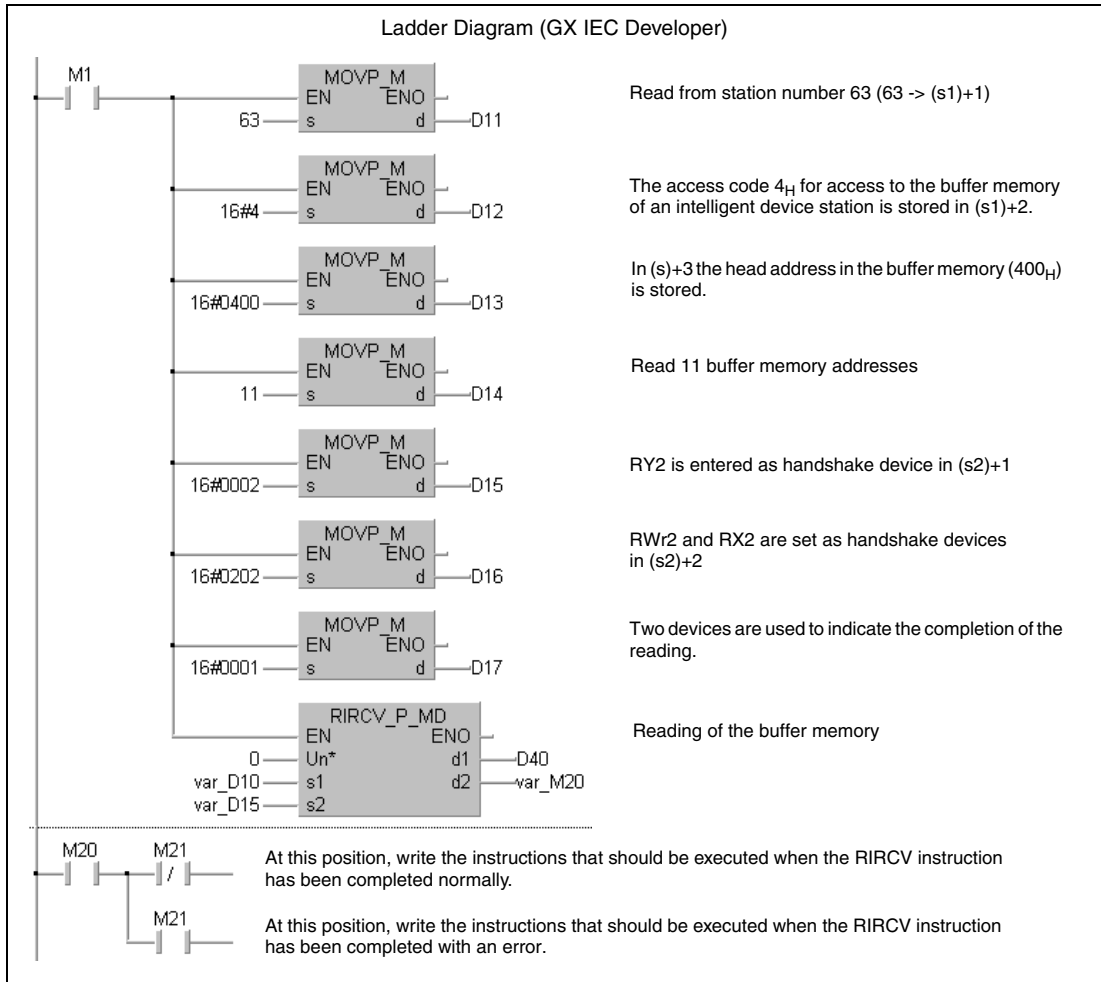 Ladder Diagram (GX IEC Developer)
M1
MOVP_M
EN ENO
63 s d D11
Read from station number 63 (63 -> (s1)+1)
MOVP_M
EN ENO
16#4 s d D12
The access code 4H for access to the buffer memory
of an intelligent device station is stored in (s1)+2.
MOVP_M
EN ENO
16#0400 s d D13
In (s)+3 the head address in the buffer memory (400H)
is stored.
MOVP_M
EN ENO
11 s d D14
Read 11 buffer memory addresses
MOVP_M
EN ENO
16#0002 s d D15
RY2 is entered as handshake device in (s2)+1
MOVP_M
EN ENO
16#0202 s d D16
RWr2 and RX2 are set as handshake devices
in (s2)+2
MOVP_M
EN ENO
16#0001 s d D17
Two devices are used to indicate the completion of the
reading.
RIRCV_P_MD
EN ENO
0 Un* d1 D40
var_D10 s1 d2 var_M20
var_D15 s2
Reading of the buffer memory
M20 M21
At this position, write the instructions that should be executed when the RIRCV instruction
has been completed normally.
M21
At this position, write the instructions that should be executed when the RIRCV instruction
has been completed with an error.